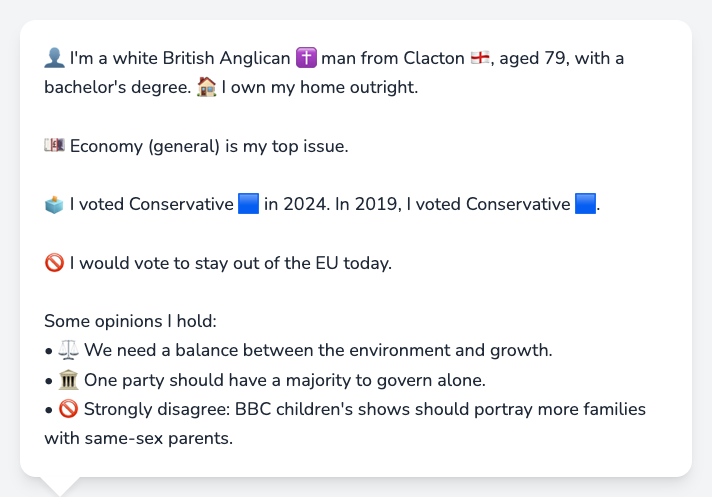 👤 I'm a white British Anglican ✝️ man from Clacton 🏴󠁧󠁢󠁥󠁮󠁧󠁿, aged 79, with a
bachelor's degree. 🏠 I own my home outright.
💷 Economy (general) is my top issue.
🗳️ I voted Conservative 🟦 in 2024. In 2019, I voted Conservative 🟦.
🚫 I would vote to stay out of the EU today.
Some opinions I hold:
• ⚖️ We need a balance between the environment and growth.
• 🏛️ One party should have a majority to govern alone.
• 🚫 Strongly disagree: BBC children's shows should portray more families
with same-sex parents.